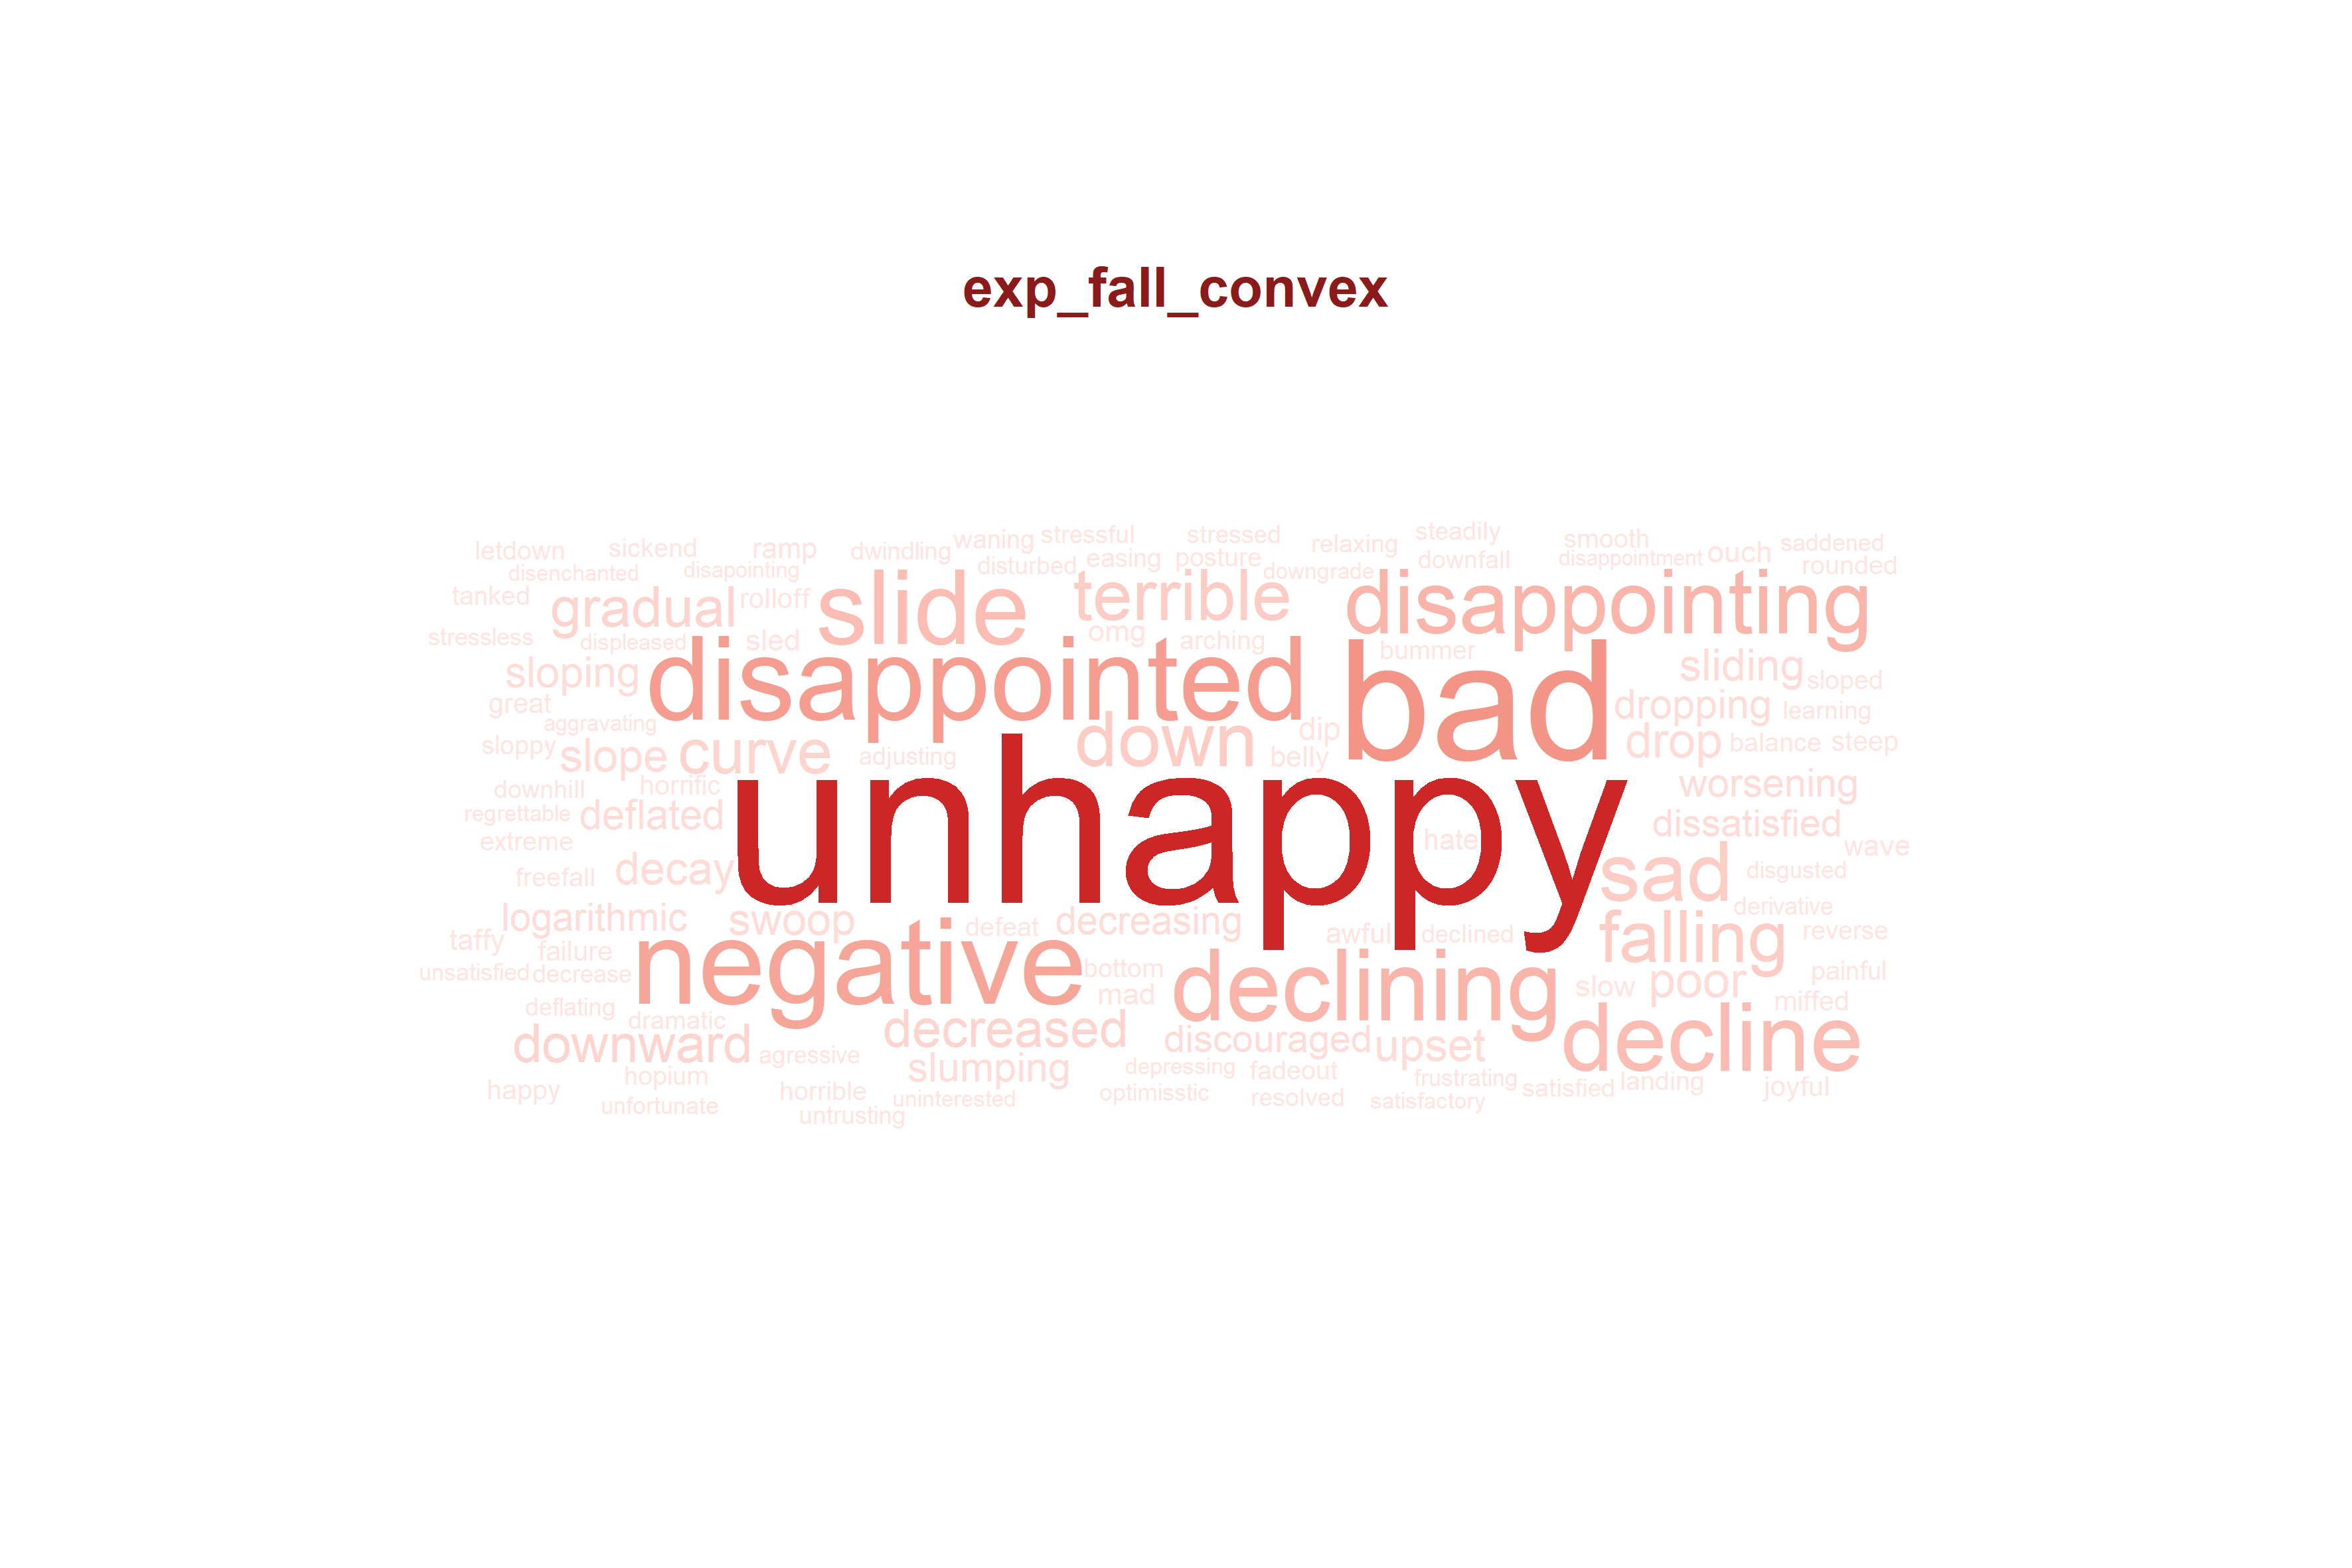 exp_fall_convex
letdown sickend ramp dwindling waning stressful stressed relaxing steadily smooth ouch saddened
disenchanted disapointing disturbed easing posture downgrade downfall disappointment rounded
tanked gradual rolloff slide terrible disappointing
stressless displeased sled omg arching bummer
sloping disappointed bad sliding sloped
great aggravating dropping learning
sloppy slope curve adjusting down dip belly drop balance steep
downhill horrific worsening
regrettable deflated unhappy dissatisfied
extreme hate wave
freefall decay sad disgusted
logarithmic swoop defeat decreasing awful declined derivative
taffy failure negative falling reverse
unsatisfied decrease bottom declining slow poor painful
deflating dramatic mad miffed
downward agressive decreased discouraged upset decline
happy hopium slumping depressing fadeout frustrating satisfied landing joyful
unfortunate horrible uninterested optimisstic resolved satisfactory
untrusting